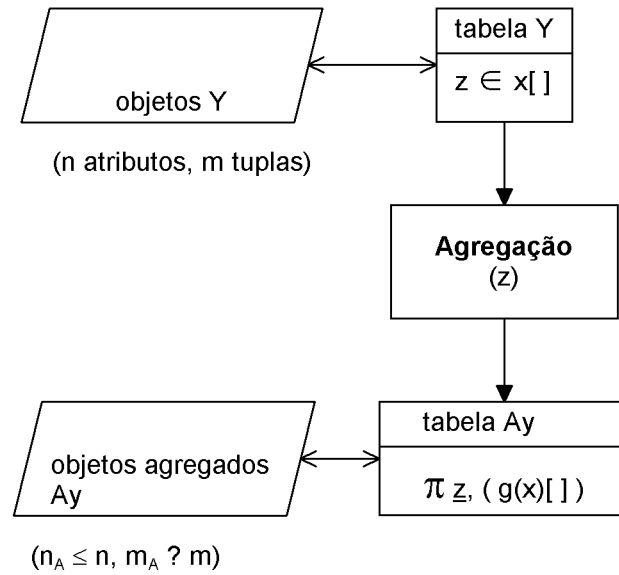 tabela Y
z ∈ x[ ]
objetos Y
(n atributos, m tuplas)
Agregação
(z)
tabela Ay
π z, ( g(x)[ ] )
objetos agregados
Ay
(nA ≤ n, mA ? m)